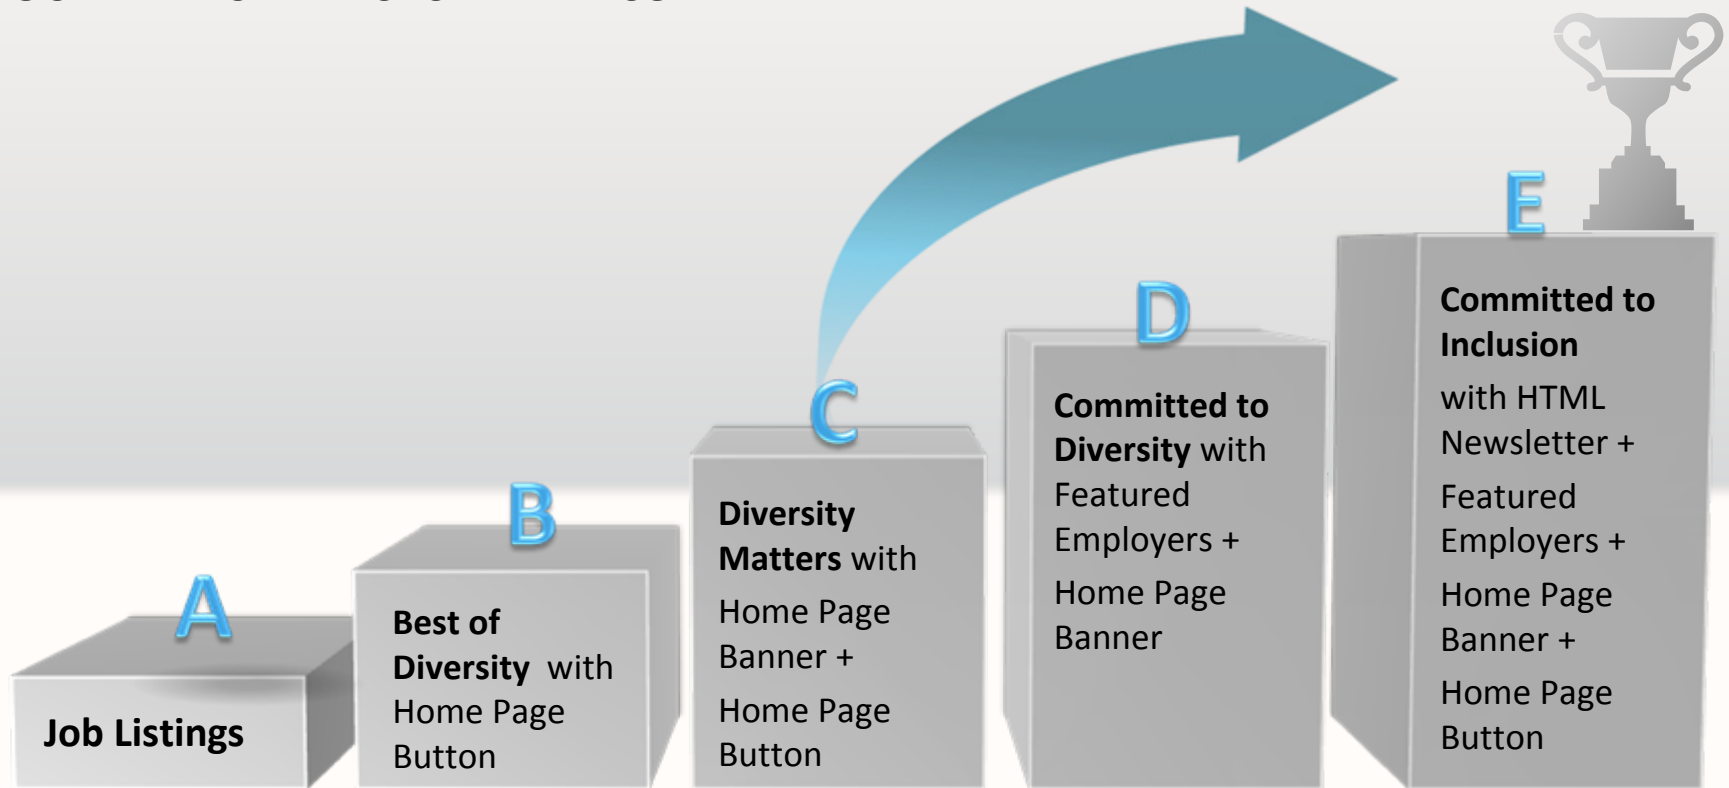 A
Job Listings
B
Best of
Diversity with
Home Page
Button
C
Diversity
Matters with
Home Page
Banner +
Home Page
Button
D
Committed to
Diversity with
Featured
Employers +
Home Page
Banner
E
Committed to
Inclusion
with HTML
Newsletter +
Featured
Employers +
Home Page
Banner +
Home Page
Button